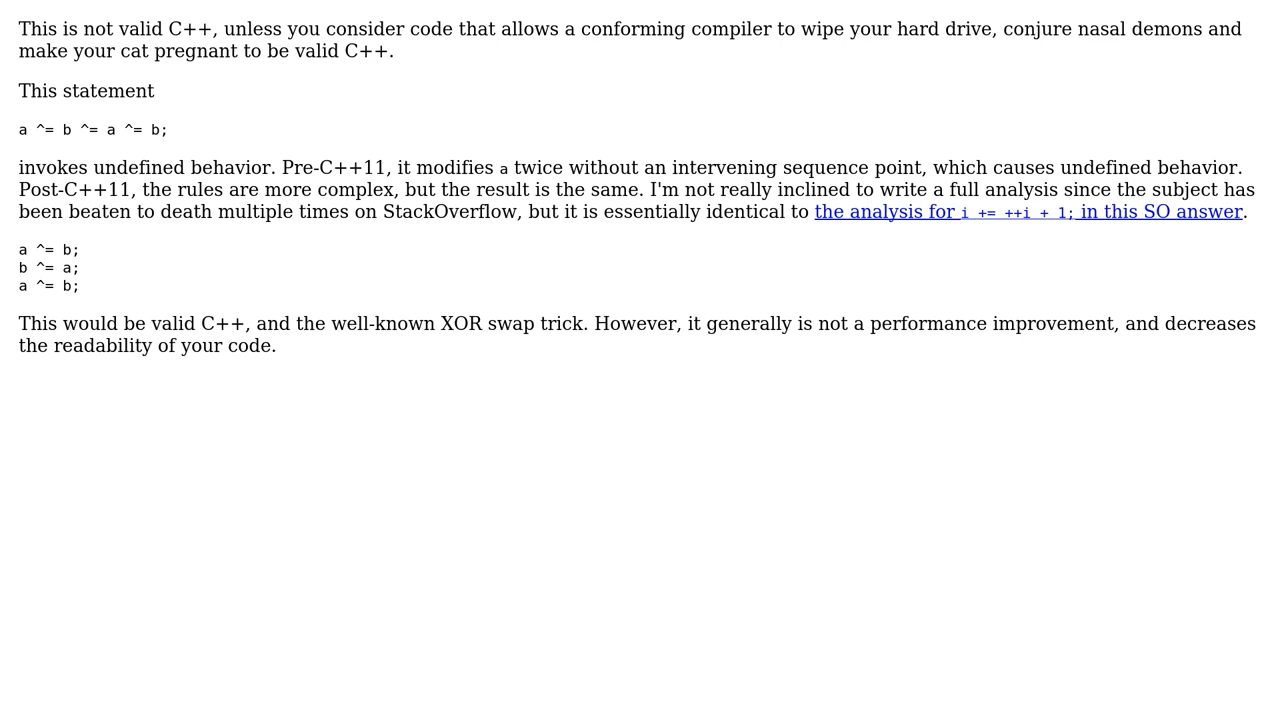 This is not valid C++, unless you consider code that allows a conforming compiler to wipe your hard drive, conjure nasal demons and
make your cat pregnant to be valid C++.
This statement
a ^= b ^= a ^= b;
invokes undefined behavior. Pre-C++11, it modifies a twice without an intervening sequence point, which causes undefined behavior.
Post-C++11, the rules are more complex, but the result is the same. I'm not really inclined to write a full analysis since the subject has
been beaten to death multiple times on StackOverflow, but it is essentially identical to the analysis for i += ++i + 1; in this SO answer.
a ^= b;
b ^= a;
a ^= b;
This would be valid C++, and the well-known XOR swap trick. However, it generally is not a performance improvement, and decreases
the readability of your code.